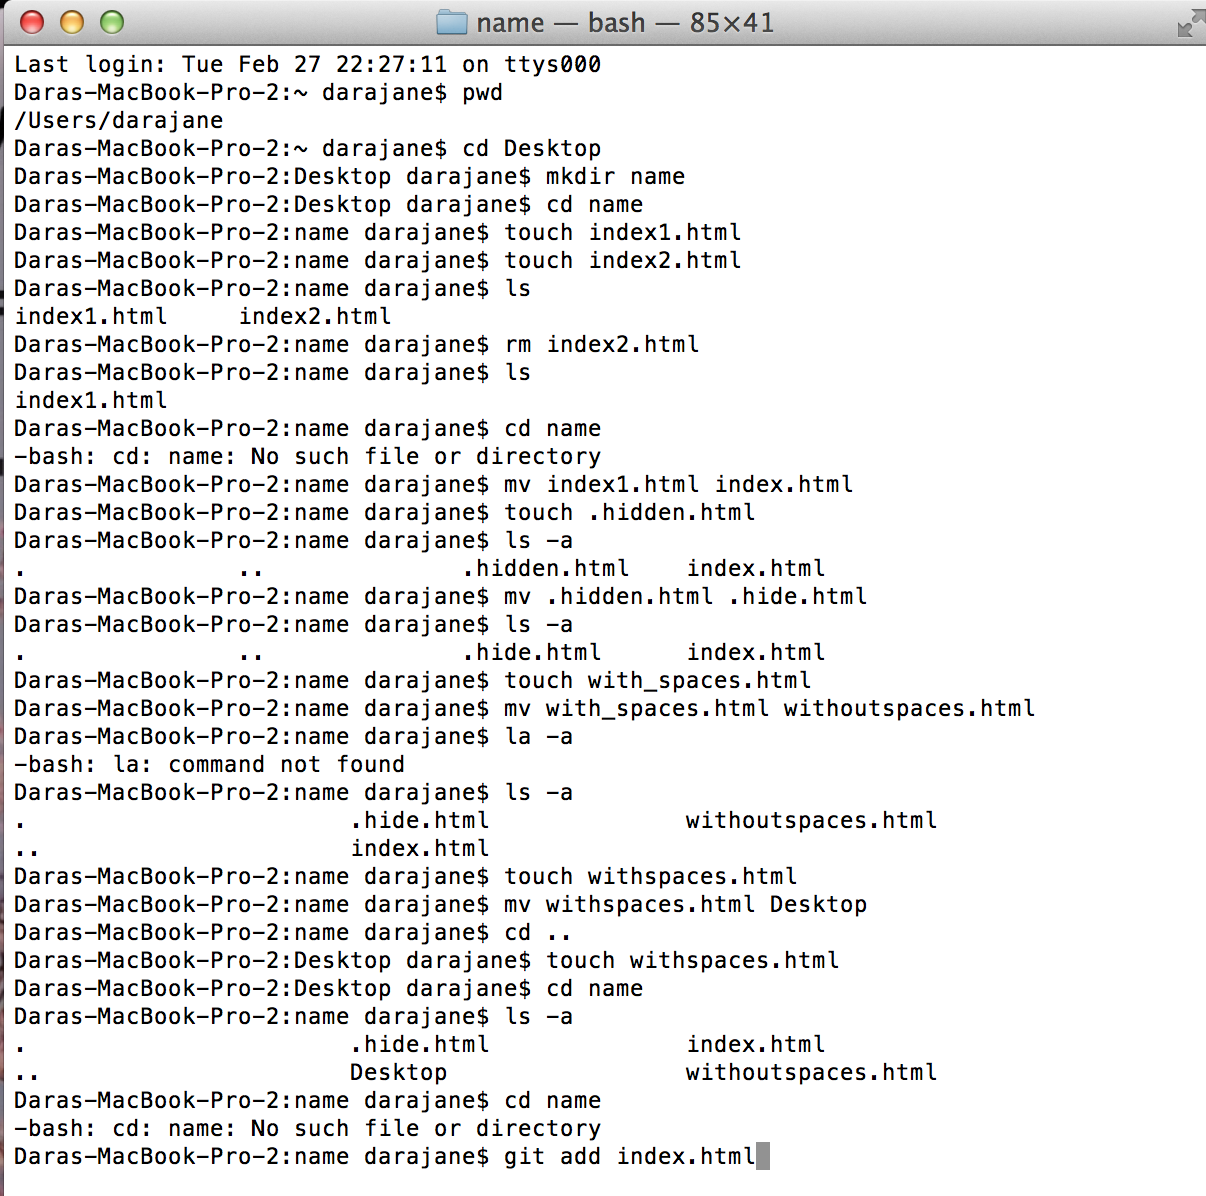 name — bash — 85×41
Last login: Tue Feb 27 22:27:11 on ttys000
Daras-MacBook-Pro-2:~ darajane$ pwd
/Users/darajane
Daras-MacBook-Pro-2:~ darajane$ cd Desktop
Daras-MacBook-Pro-2:Desktop darajane$ mkdir name
Daras-MacBook-Pro-2:Desktop darajane$ cd name
Daras-MacBook-Pro-2:name darajane$ touch index1.html
Daras-MacBook-Pro-2:name darajane$ touch index2.html
Daras-MacBook-Pro-2:name darajane$ ls
index1.html     index2.html
Daras-MacBook-Pro-2:name darajane$ rm index2.html
Daras-MacBook-Pro-2:name darajane$ ls
index1.html
Daras-MacBook-Pro-2:name darajane$ cd name
-bash: cd: name: No such file or directory
Daras-MacBook-Pro-2:name darajane$ mv index1.html index.html
Daras-MacBook-Pro-2:name darajane$ touch .hidden.html
Daras-MacBook-Pro-2:name darajane$ ls -a
.               ..              .hidden.html    index.html
Daras-MacBook-Pro-2:name darajane$ mv .hidden.html .hide.html
Daras-MacBook-Pro-2:name darajane$ ls -a
.               ..              .hide.html      index.html
Daras-MacBook-Pro-2:name darajane$ touch with_spaces.html
Daras-MacBook-Pro-2:name darajane$ mv with_spaces.html withoutspaces.html
Daras-MacBook-Pro-2:name darajane$ la -a
-bash: la: command not found
Daras-MacBook-Pro-2:name darajane$ ls -a
.                       .hide.html              withoutspaces.html
..                      index.html
Daras-MacBook-Pro-2:name darajane$ touch withspaces.html
Daras-MacBook-Pro-2:name darajane$ mv withspaces.html Desktop
Daras-MacBook-Pro-2:name darajane$ cd ..
Daras-MacBook-Pro-2:Desktop darajane$ touch withspaces.html
Daras-MacBook-Pro-2:Desktop darajane$ cd name
Daras-MacBook-Pro-2:name darajane$ ls -a
.                       .hide.html              index.html
..                      Desktop                 withoutspaces.html
Daras-MacBook-Pro-2:name darajane$ cd name
-bash: cd: name: No such file or directory
Daras-MacBook-Pro-2:name darajane$ git add index.html